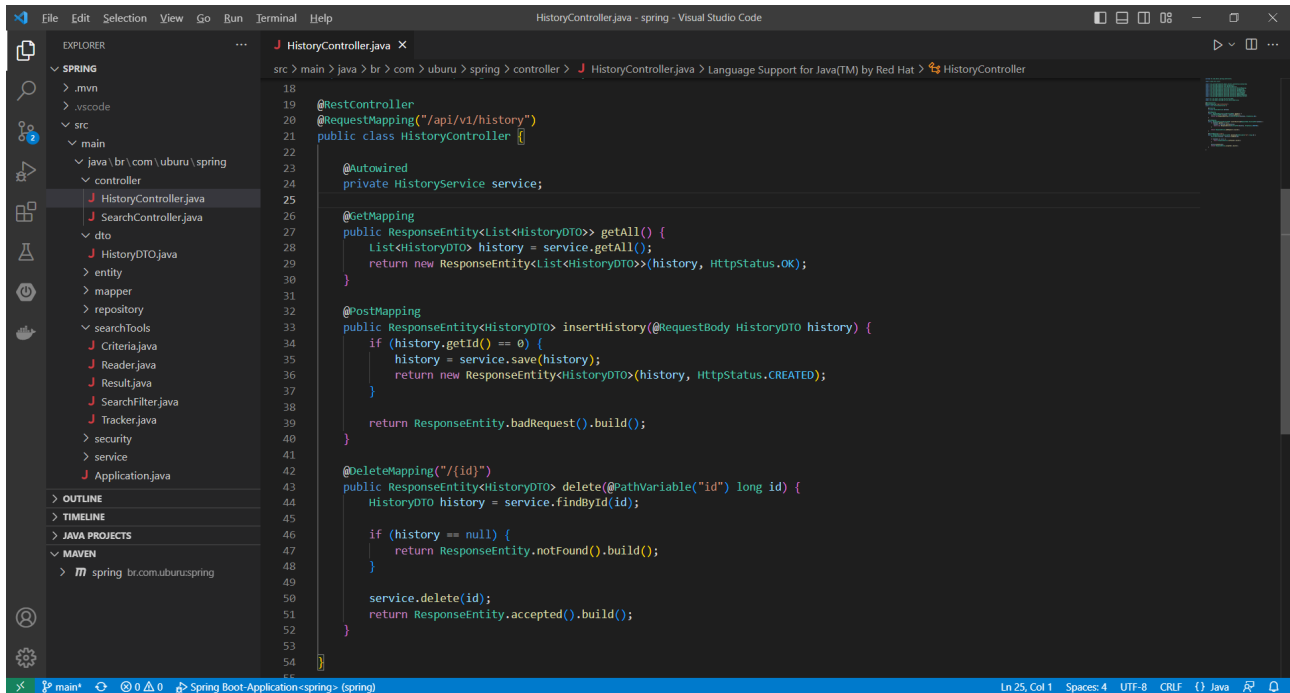 File Edit Selection View Go Run Terminal Help
HistoryController.java - spring - Visual Studio Code
EXPLORER
SPRING
.mvn
.vscode
src
main
java\br\com\uburu\spring
controller
J HistoryController.java
J SearchController.java
dto
J HistoryDTO.java
entity
mapper
repository
searchTools
J Criteria.java
J Reader.java
J Result.java
J SearchFilter.java
J Tracker.java
security
service
J Application.java
OUTLINE
TIMELINE
JAVA PROJECTS
MAVEN
m spring br.com.uburu:spring
2
J HistoryController.java
src > main > java > br > com > uburu > spring > controller > J HistoryController.java > Language Support for Java(TM) by Red Hat > HistoryController
18
19 @RestController
20 @RequestMapping("/api/v1/history")
21 public class HistoryController {
22
23 @Autowired
24 private HistoryService service;
25
26 @GetMapping
27 public ResponseEntity<List<HistoryDTO>> getAll() {
28 List<HistoryDTO> history = service.getAll();
29 return new ResponseEntity<List<HistoryDTO>>(history, HttpStatus.OK);
30 }
31
32 @PostMapping
33 public ResponseEntity<HistoryDTO> insertHistory(@RequestBody HistoryDTO history) {
34 if (history.getId() == 0) {
35 history = service.save(history);
36 return new ResponseEntity<HistoryDTO>(history, HttpStatus.CREATED);
37 }
38
39 return ResponseEntity.badRequest().build();
40 }
41
42 @DeleteMapping("/{id}")
43 public ResponseEntity<HistoryDTO> delete(@PathVariable("id") long id) {
44 HistoryDTO history = service.findById(id);
45
46 if (history == null) {
47 return ResponseEntity.notFound().build();
48 }
49
50 service.delete(id);
51 return ResponseEntity.accepted().build();
52 }
53
54 }
main* 0 0 Spring Boot-Application<spring> (spring)
Ln 25, Col 1 Spaces: 4 UTF-8 CRLF {} Java